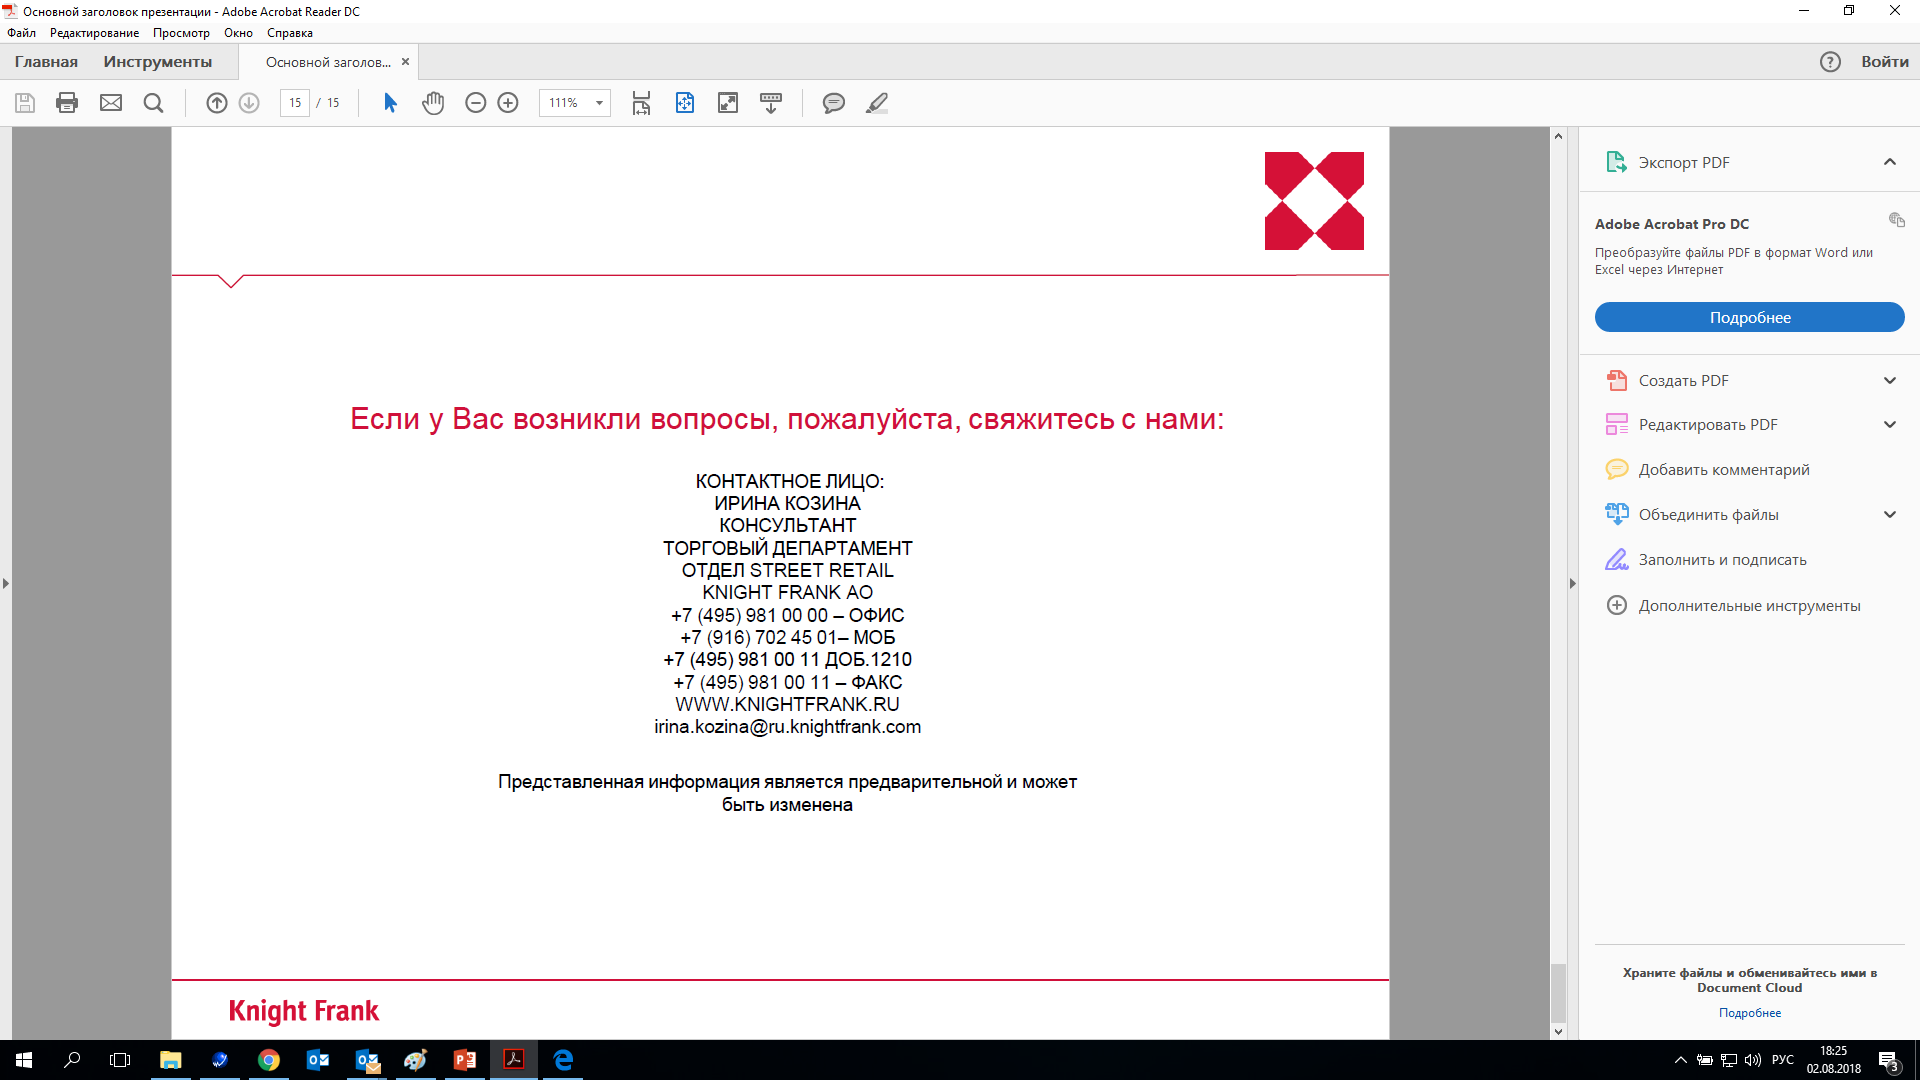 Основной заголовок презентации - Adobe Acrobat Reader DC
Файл Редактирование Просмотр Окно Справка
Главная Инструменты Основной заголов... × Войти
15 / 15 111%
Экспорт PDF
Adobe Acrobat Pro DC
Преобразуйте файлы PDF в формат Word или
Excel через Интернет
Подробнее
Создать PDF
Редактировать PDF
Добавить комментарий
Объединить файлы
Заполнить и подписать
Дополнительные инструменты
Храните файлы и обменивайтесь ими в
Document Cloud
Подробнее
Если у Вас возникли вопросы, пожалуйста, свяжитесь с нами:
КОНТАКТНОЕ ЛИЦО:
ИРИНА КОЗИНА
КОНСУЛЬТАНТ
ТОРГОВЫЙ ДЕПАРТАМЕНТ
ОТДЕЛ STREET RETAIL
KNIGHT FRANK АО
+7 (495) 981 00 00 – ОФИС
+7 (916) 702 45 01– МОБ
+7 (495) 981 00 11 ДОБ.1210
+7 (495) 981 00 11 – ФАКС
WWW.KNIGHTFRANK.RU
irina.kozina@ru.knightfrank.com
Представленная информация является предварительной и может
быть изменена
Knight Frank
РУС 18:25
02.08.2018 3